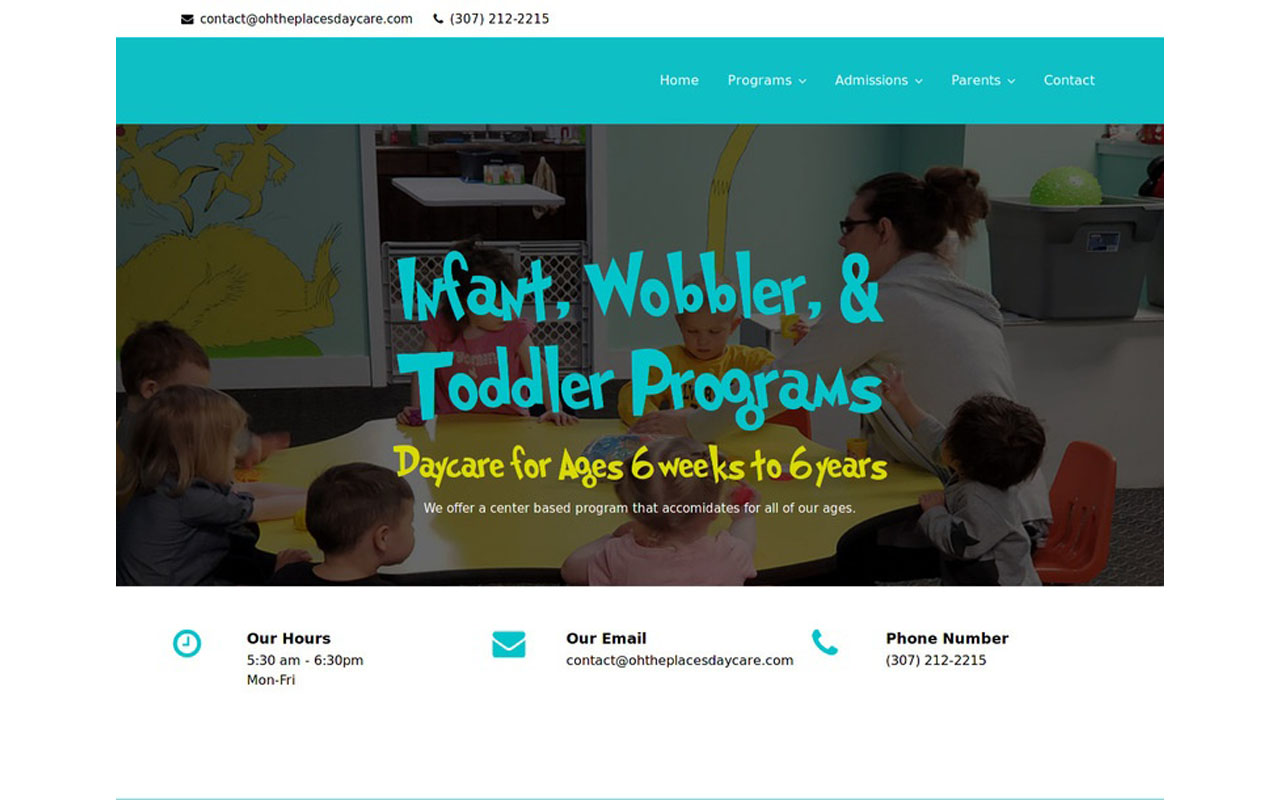 contact@ohtheplacesdaycare.com (307) 212-2215
Home Programs Admissions Parents Contact
Infant, Wobbler, &
Toddler Programs
Daycare for Ages 6 weeks to 6 years
We offer a center based program that accomidates for all of our ages.
Our Hours
5:30 am - 6:30pm
Mon-Fri
Our Email
contact@ohtheplacesdaycare.com
Phone Number
(307) 212-2215